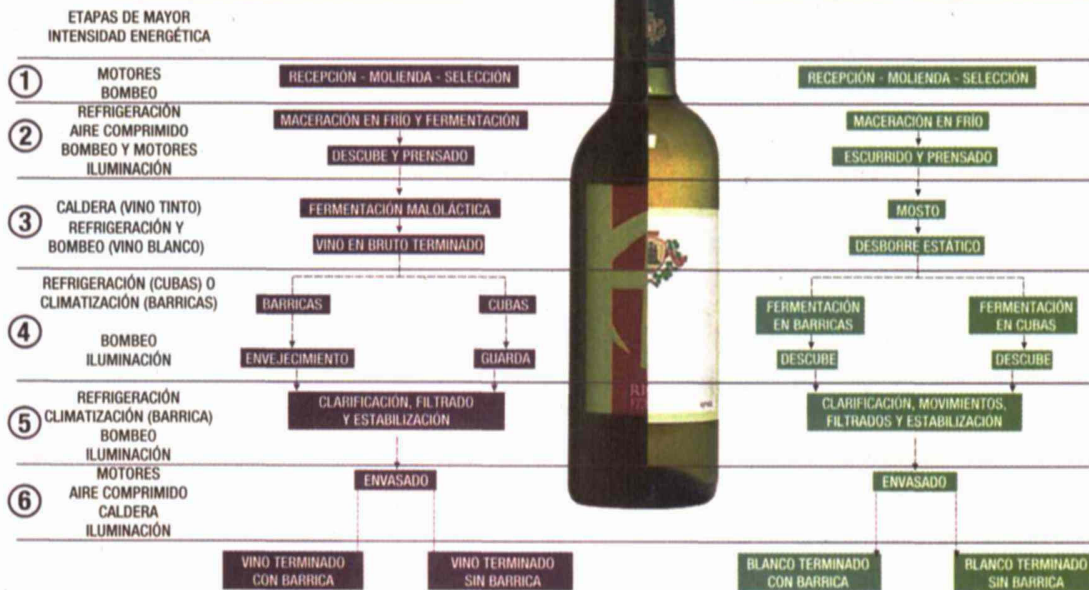 ETAPAS DE MAYOR
INTENSIDAD ENERGÉTICA
1
MOTORES
BOMBEO
RECEPCIÓN - MOLIENDA - SELECCIÓN
RECEPCIÓN - MOLIENDA - SELECCIÓN
2
REFRIGERACIÓN
AIRE COMPRIMIDO
BOMBEO Y MOTORES
ILUMINACIÓN
MACERACIÓN EN FRÍO Y FERMENTACIÓN
DESCUBE Y PRENSADO
MACERACIÓN EN FRÍO
ESCURRIDO Y PRENSADO
3
CALDERA (VINO TINTO)
REFRIGERACIÓN Y
BOMBEO (VINO BLANCO)
FERMENTACIÓN MALOLÁCTICA
VINO EN BRUTO TERMINADO
MOSTO
DESBORRE ESTÁTICO
4
REFRIGERACIÓN (CUBAS) O
CLIMATIZACIÓN (BARRICAS)
BOMBEO
ILUMINACIÓN
BARRICAS
CUBAS
ENVEJECIMIENTO
GUARDA
FERMENTACIÓN
EN BARRICAS
FERMENTACIÓN
EN CUBAS
DESCUBE
DESCUBE
5
REFRIGERACIÓN
CLIMATIZACIÓN (BARRICA)
BOMBEO
ILUMINACIÓN
CLARIFICACIÓN, FILTRADO
Y ESTABILIZACIÓN
CLARIFICACIÓN, MOVIMIENTOS,
FILTRADOS Y ESTABILIZACIÓN
6
MOTORES
AIRE COMPRIMIDO
CALDERA
ILUMINACIÓN
ENVASADO
ENVASADO
VINO TERMINADO
CON BARRICA
VINO TERMINADO
SIN BARRICA
BLANCO TERMINADO
CON BARRICA
BLANCO TERMINADO
SIN BARRICA